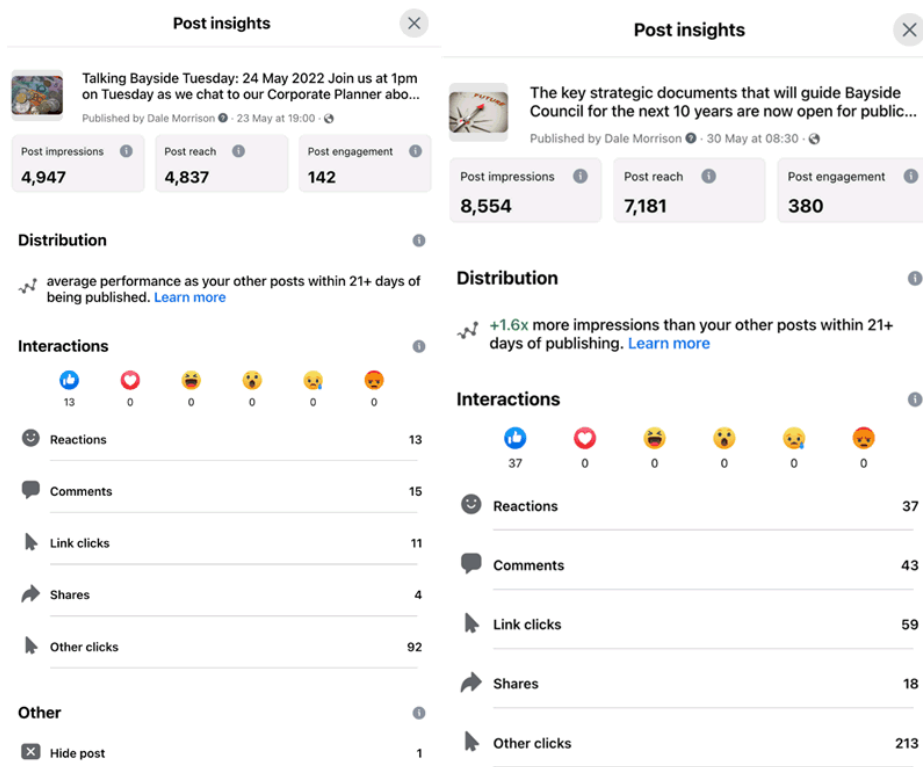 Post insights
Talking Bayside Tuesday: 24 May 2022 Join us at 1pm
on Tuesday as we chat to our Corporate Planner abo...
Published by Dale Morrison · 23 May at 19:00 ·
Post impressions
4,947
Post reach
4,837
Post engagement
142
Distribution
average performance as your other posts within 21+ days of
being published. Learn more
Interactions
13 0 0 0 0 0
Reactions 13
Comments 15
Link clicks 11
Shares 4
Other clicks 92
Other
Hide post 1
Post insights
FUTURE
The key strategic documents that will guide Bayside
Council for the next 10 years are now open for public...
Published by Dale Morrison · 30 May at 08:30 ·
Post impressions
8,554
Post reach
7,181
Post engagement
380
Distribution
+1.6x more impressions than your other posts within 21+
days of publishing. Learn more
Interactions
37 0 0 0 0 0
Reactions 37
Comments 43
Link clicks 59
Shares 18
Other clicks 213